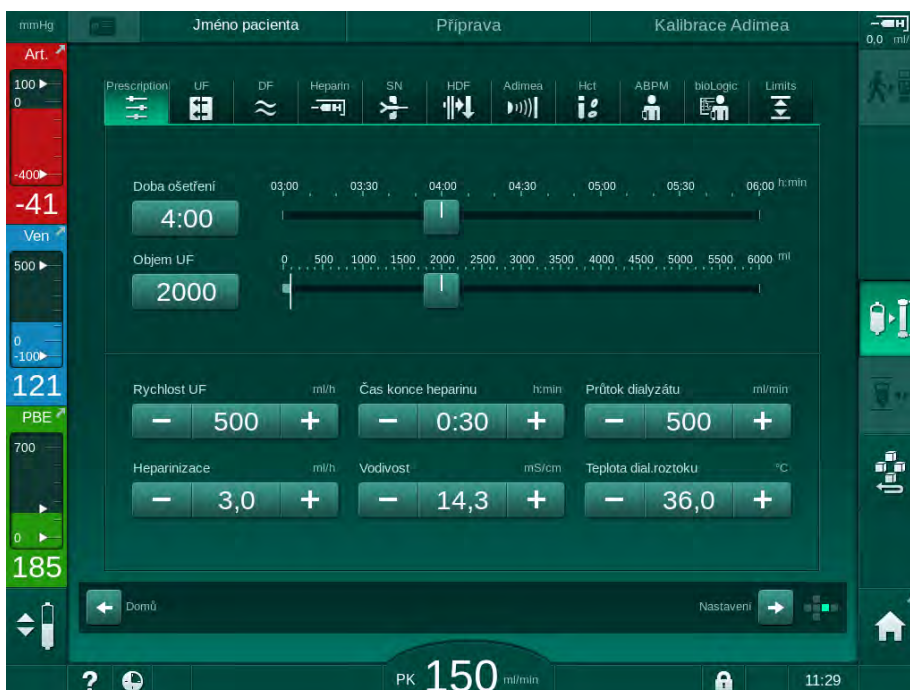 mmHg Jméno pacienta Příprava Kalibrace Adimea
0,0 ml/
Art.
100
0
-400
-41
Ven
500
0
-100
121
PBE
700
0
185
Prescription UF DF Heparin SN HDF Adimea Hct ABPM bioLogic Limits
Doba ošetření 03:00 03:30 04:00 04:30 05:00 05:30 06:00 h:min
4:00
Objem UF 0 500 1000 1500 2000 2500 3000 3500 4000 4500 5000 5500 6000 ml
2000
Rychlost UF ml/h Čas konce heparinu h:min Průtok dialyzátu ml/min
− 500 + − 0:30 + − 500 +
Heparinizace ml/h Vodivost mS/cm Teplota dial.roztoku °C
− 3,0 + − 14,3 + − 36,0 +
Domů Nastavení
? PK 150 ml/min 11:29